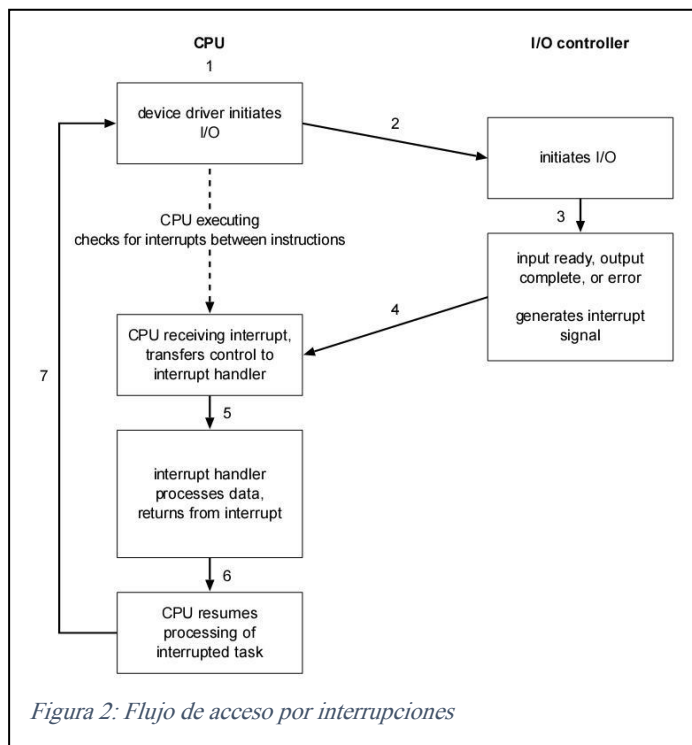 CPU
I/O controller
1
device driver initiates
I/O
2
initiates I/O
CPU executing
checks for interrupts between instructions
3
input ready, output
complete, or error
generates interrupt
signal
4
CPU receiving interrupt,
transfers control to
interrupt handler
7
5
interrupt handler
processes data,
returns from interrupt
6
CPU resumes
processing of
interrupted task
Figura 2: Flujo de acceso por interrupciones